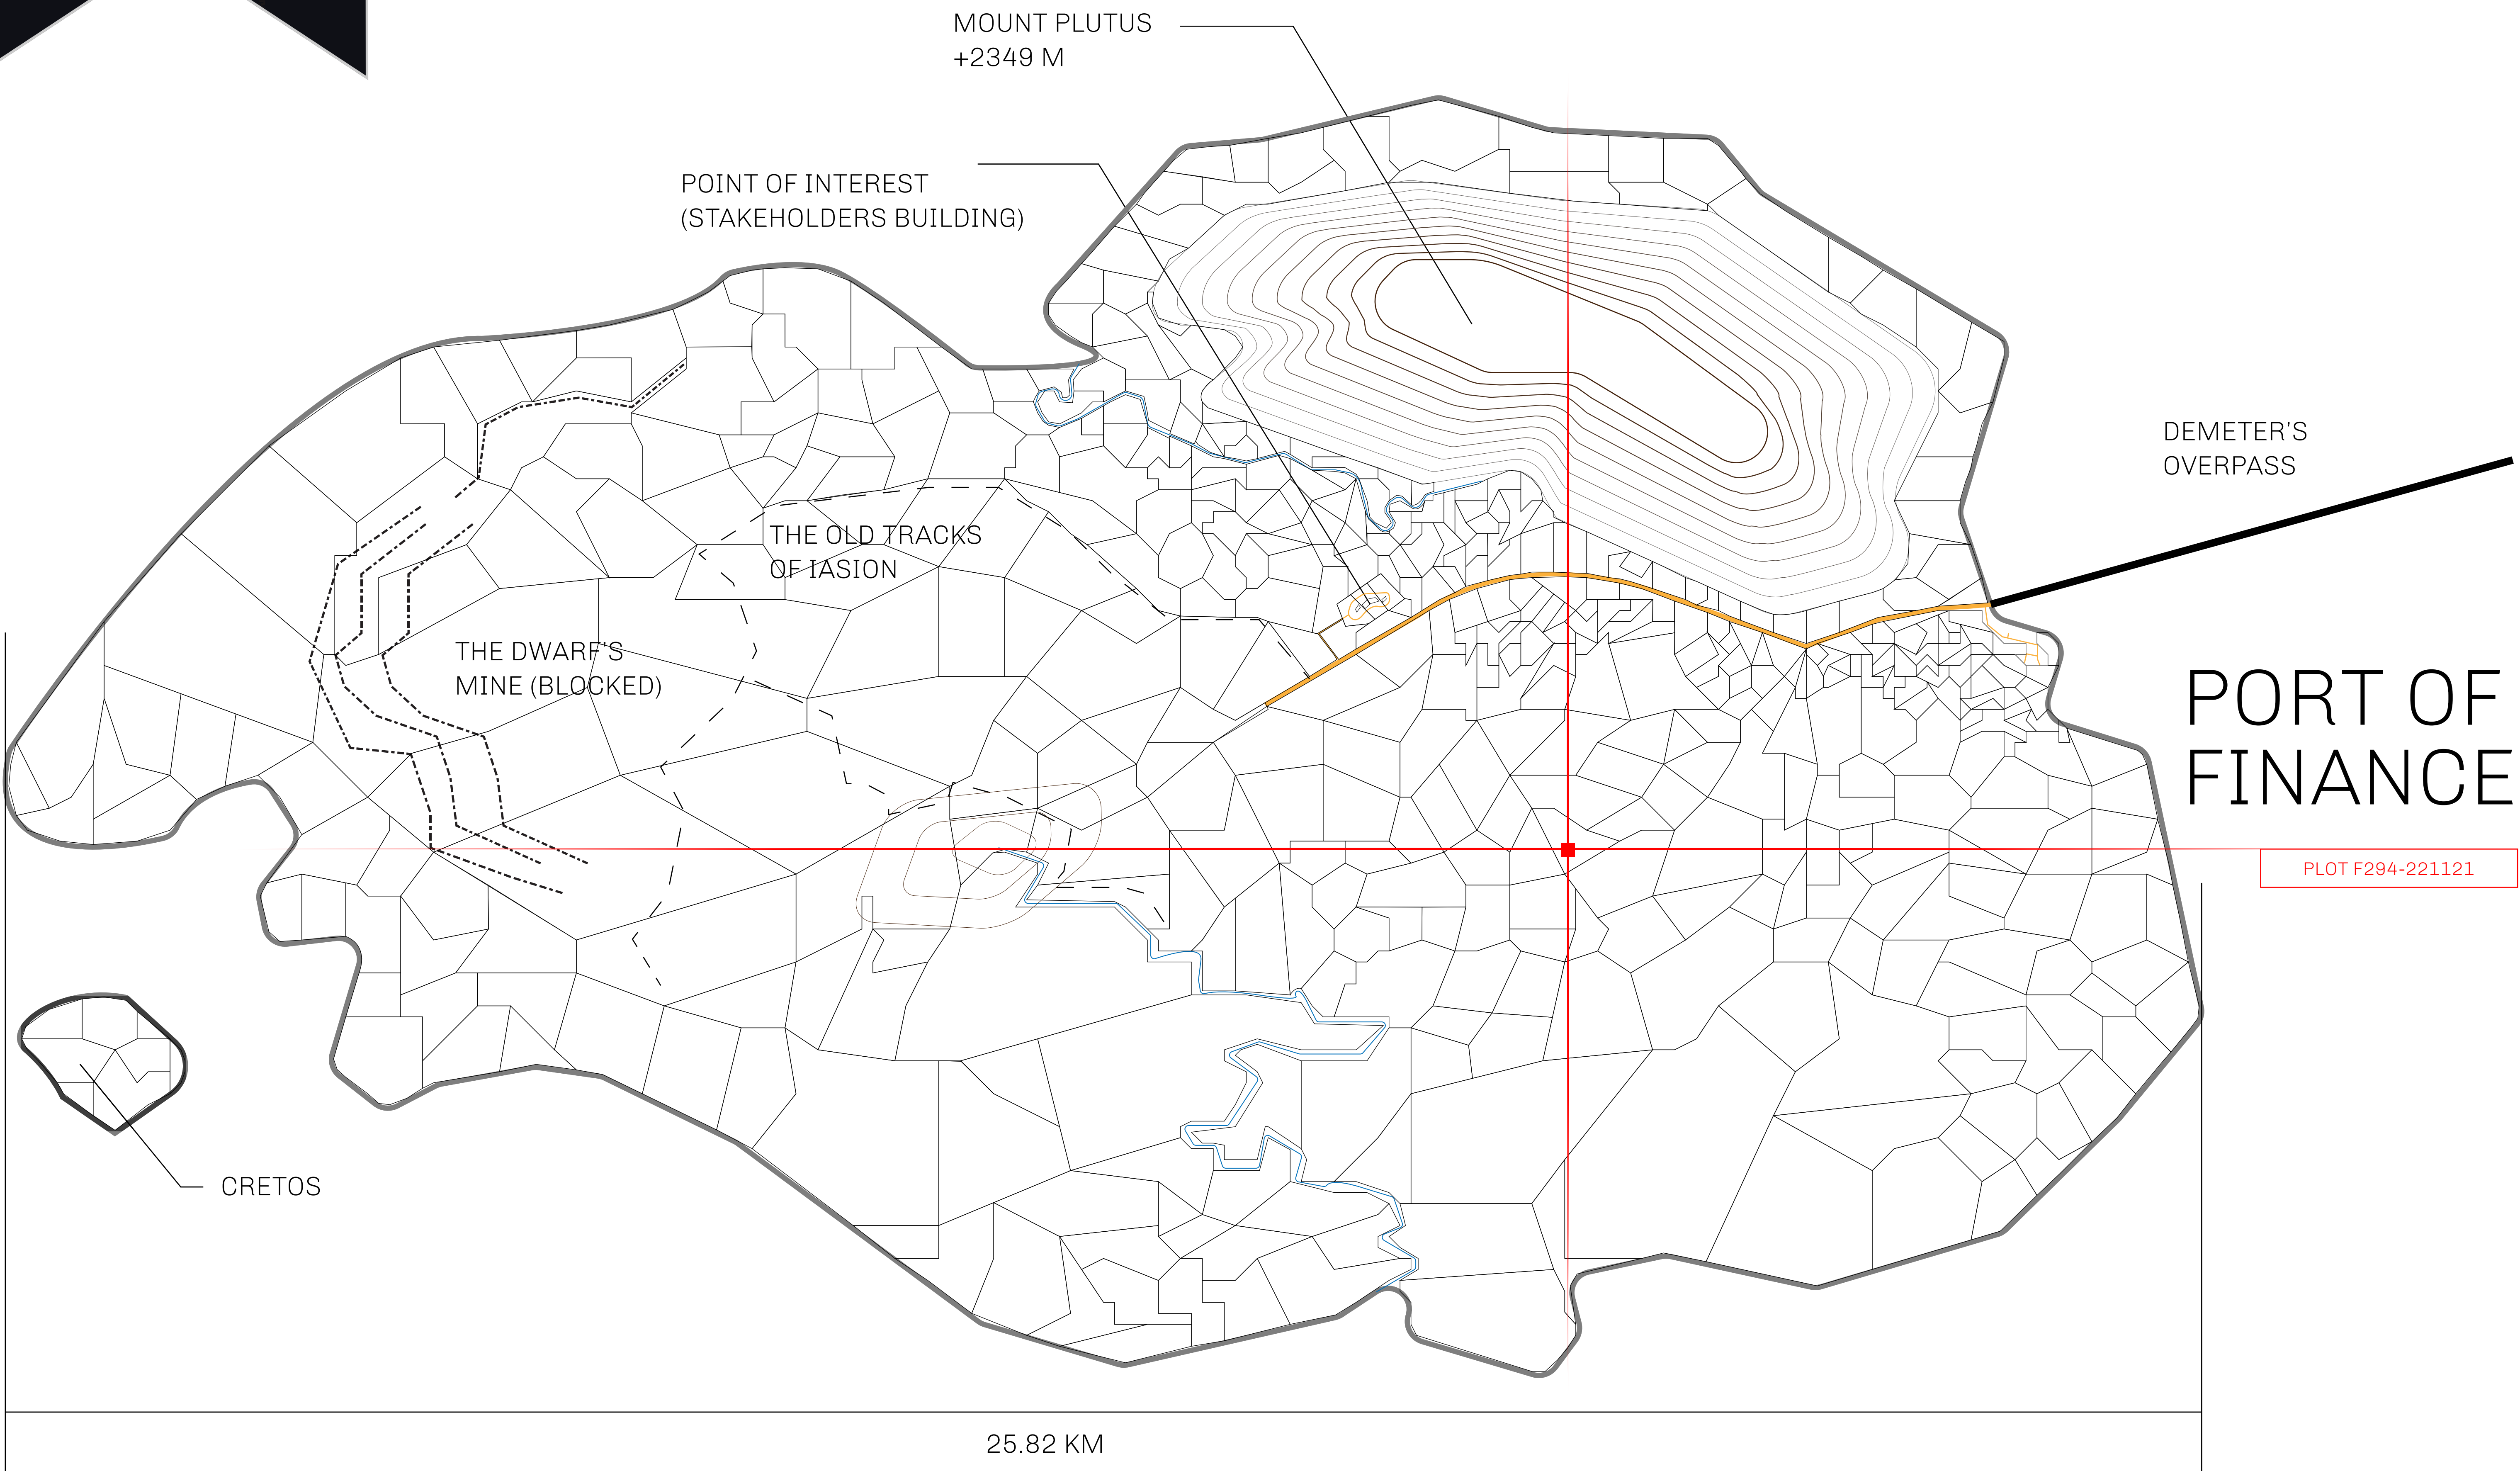 MOUNT PLUTUS
+2349 M
POINT OF INTEREST
(STAKEHOLDERS BUILDING)
DEMETER'S
OVERPASS
THE OLD TRACKS
OF IASION
THE DWARF'S
MINE (BLOCKED)
PORT OF
FINANCE
PLOT F294-221121
CRETOS
25.82 KM